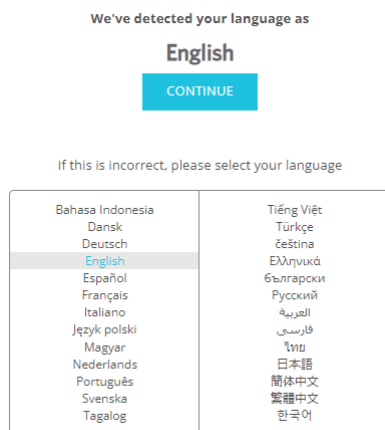 We've detected your language as
English
CONTINUE
If this is incorrect, please select your language
Bahasa Indonesia
Dansk
Deutsch
English
Español
Français
Italiano
Język polski
Magyar
Nederlands
Português
Svenska
Tagalog
Tiếng Việt
Türkçe
čeština
Ελληνικά
български
Русский
العربية
فارسی
ไทย
日本語
简体中文
繁體中文
한국어